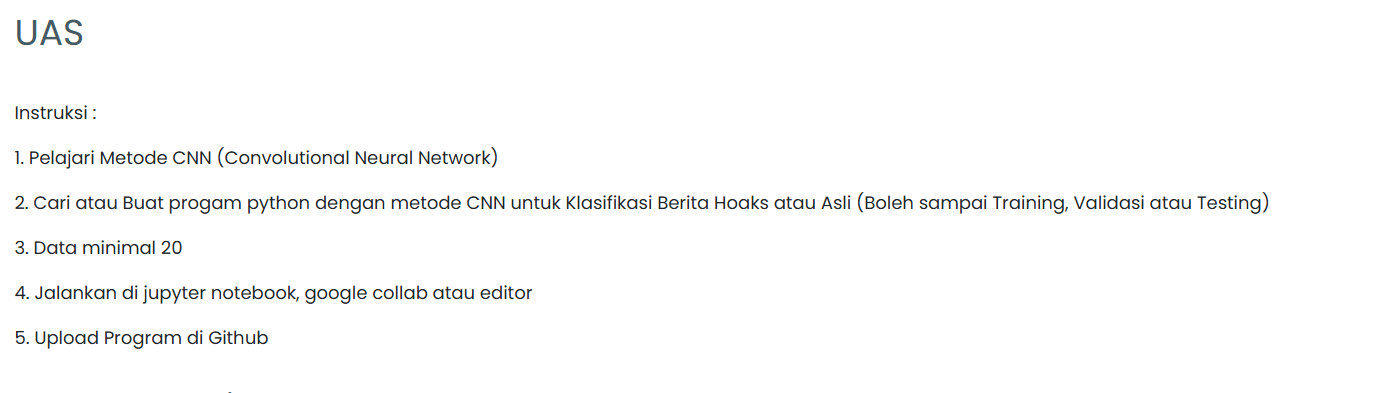 UAS
Instruksi :
1. Pelajari Metode CNN (Convolutional Neural Network)
2. Cari atau Buat progam python dengan metode CNN untuk Klasifikasi Berita Hoaks atau Asli (Boleh sampai Training, Validasi atau Testing)
3. Data minimal 20
4. Jalankan di jupyter notebook, google collab atau editor
5. Upload Program di Github